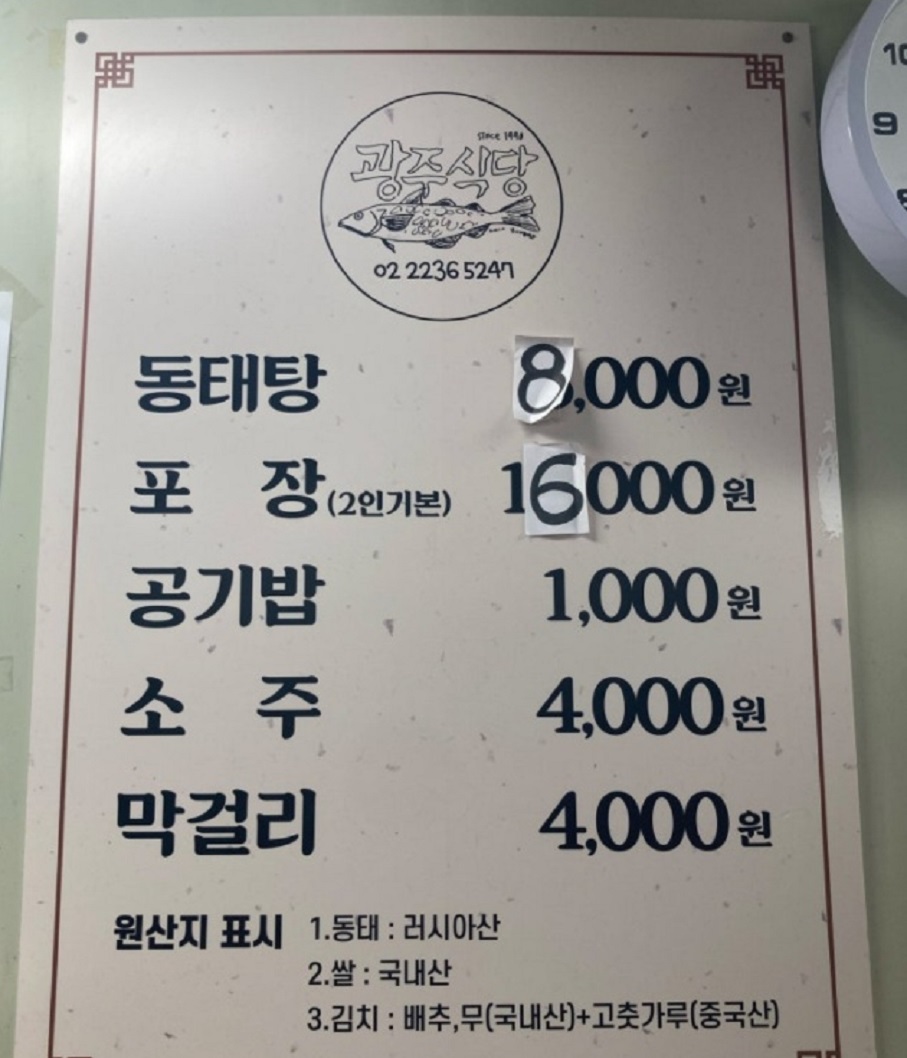 since 1991
광주식당
02 2236 5247
동태탕 8,000원
포 장(2인기본) 16000원
공기밥 1,000원
소 주 4,000원
막걸리 4,000원
원산지 표시 1.동태 : 러시아산
2.쌀 : 국내산
3.김치 : 배추,무(국내산)+고춧가루(중국산)
10
9
8